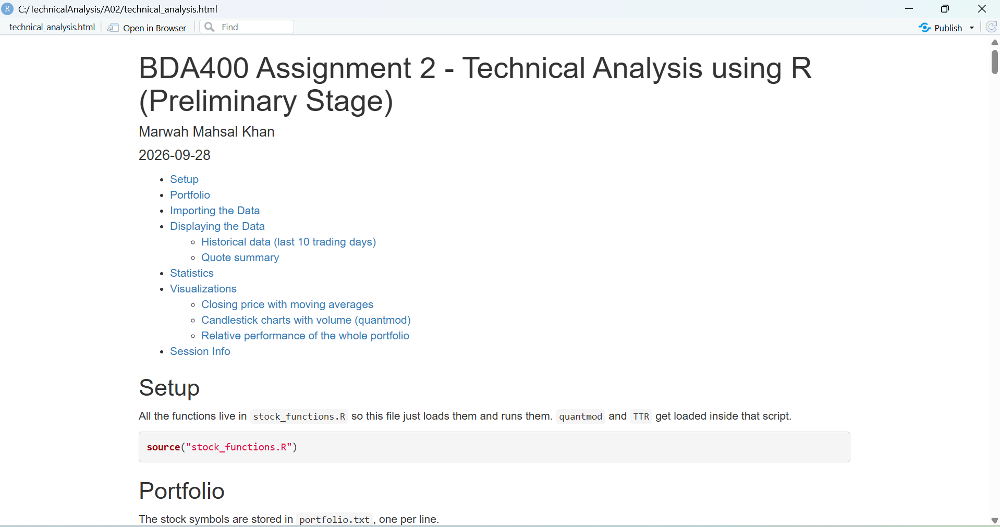 C:/TechnicalAnalysis/A02/technical_analysis.html
technical_analysis.html Open in Browser Find Publish
BDA400 Assignment 2 - Technical Analysis using R
(Preliminary Stage)
Marwah Mahsal Khan
2026-09-28
Setup
Portfolio
Importing the Data
Displaying the Data
Historical data (last 10 trading days)
Quote summary
Statistics
Visualizations
Closing price with moving averages
Candlestick charts with volume (quantmod)
Relative performance of the whole portfolio
Session Info
Setup
All the functions live in stock_functions.R so this file just loads them and runs them. quantmod and TTR get loaded inside that script.
source("stock_functions.R")
Portfolio
The stock symbols are stored in portfolio.txt , one per line.